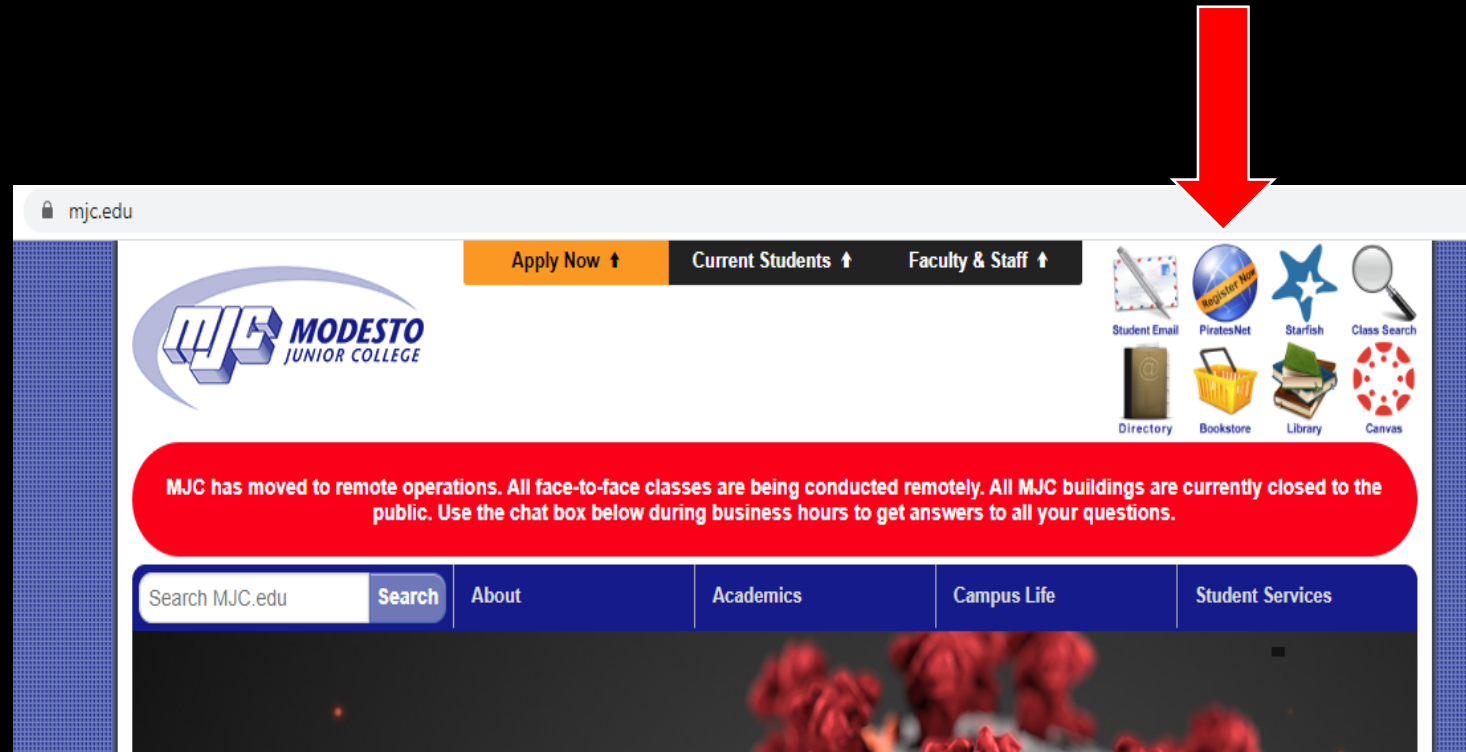 mjc.edu
Apply Now
Current Students
Faculty & Staff
MJC MODESTO
JUNIOR COLLEGE
Register Now
Student Email PiratesNet Starfish Class Search
@
Directory Bookstore Library Canvas
MJC has moved to remote operations. All face-to-face classes are being conducted remotely. All MJC buildings are currently closed to the
public. Use the chat box below during business hours to get answers to all your questions.
Search MJC.edu Search About Academics Campus Life Student Services